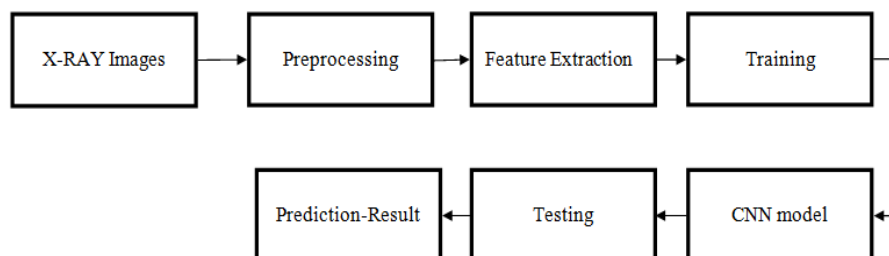 X-RAY Images
Preprocessing
Feature Extraction
Training
CNN model
Testing
Prediction-Result